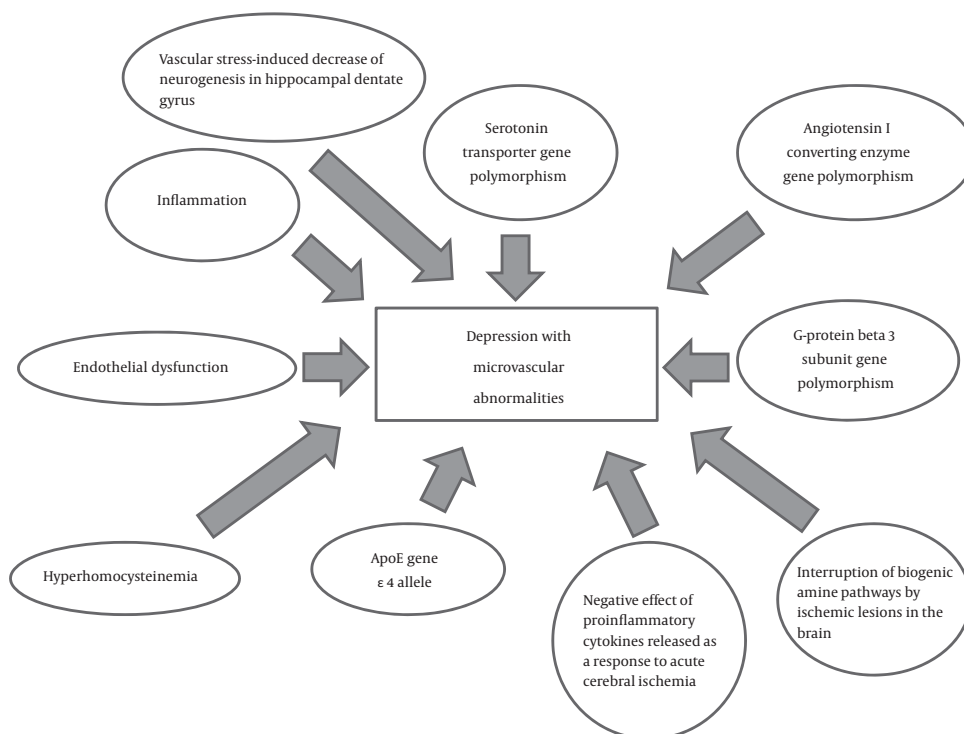 Vascular stress-induced decrease of
neurogenesis in hippocampal dentate
gyrus
Serotonin
transporter gene
polymorphism
Angiotensin I
converting enzyme
gene polymorphism
Inflammation
Endothelial dysfunction
Depression with
microvascular
abnormalities
G-protein beta 3
subunit gene
polymorphism
Hyperhomocysteinemia
ApoE gene
ε 4 allele
Negative effect of
proinflammatory
cytokines released as
a response to acute
cerebral ischemia
Interruption of biogenic
amine pathways by
ischemic lesions in the
brain